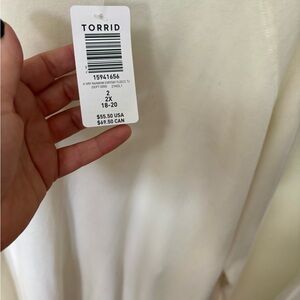 TORRID
15941656
2
2X
18-20
$55.50 USA
$69.50 CAN